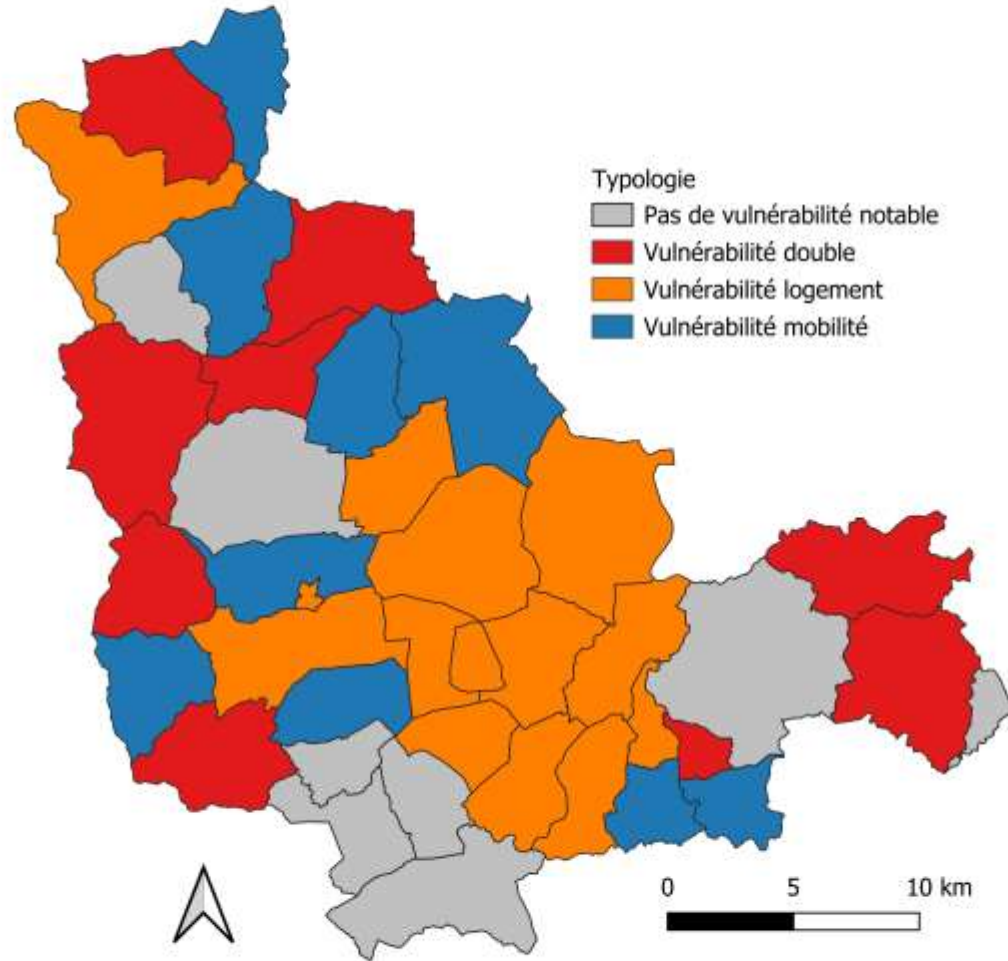 Typologie
Pas de vulnérabilité notable
Vulnérabilité double
Vulnérabilité logement
Vulnérabilité mobilité
0 5 10 km